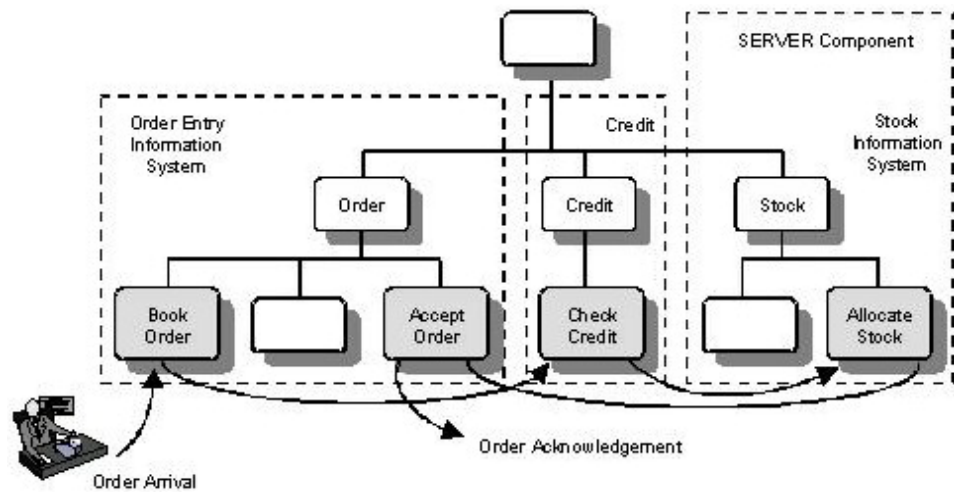 SERVER Component
Order Entry
Information
System
Credit
Stock
Information
System
Order
Credit
Stock
Book
Order
Accept
Order
Check
Credit
Allocate
Stock
Order Acknowledgement
Order Arrival